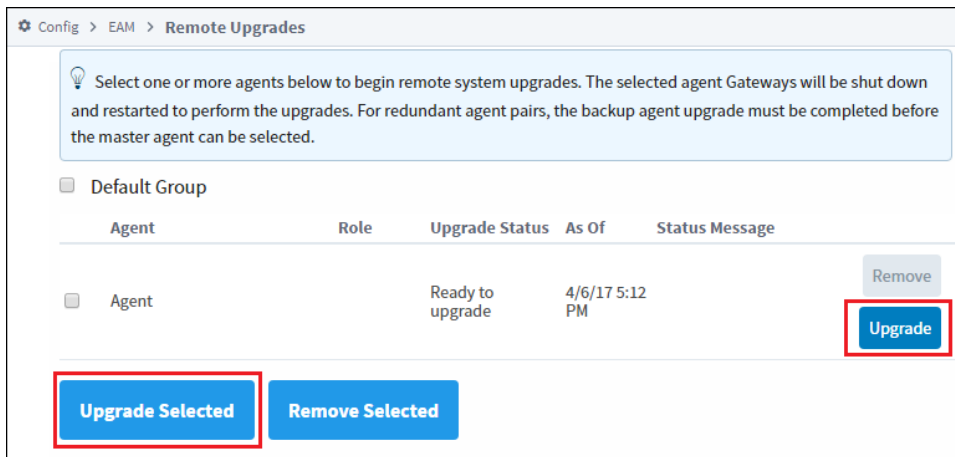 Config > EAM > Remote Upgrades
Select one or more agents below to begin remote system upgrades. The selected agent Gateways will be shut down
and restarted to perform the upgrades. For redundant agent pairs, the backup agent upgrade must be completed before
the master agent can be selected.
Default Group
Agent Role Upgrade Status As Of Status Message
Remove
Agent Ready to 4/6/17 5:12
upgrade PM
Upgrade
Upgrade Selected Remove Selected